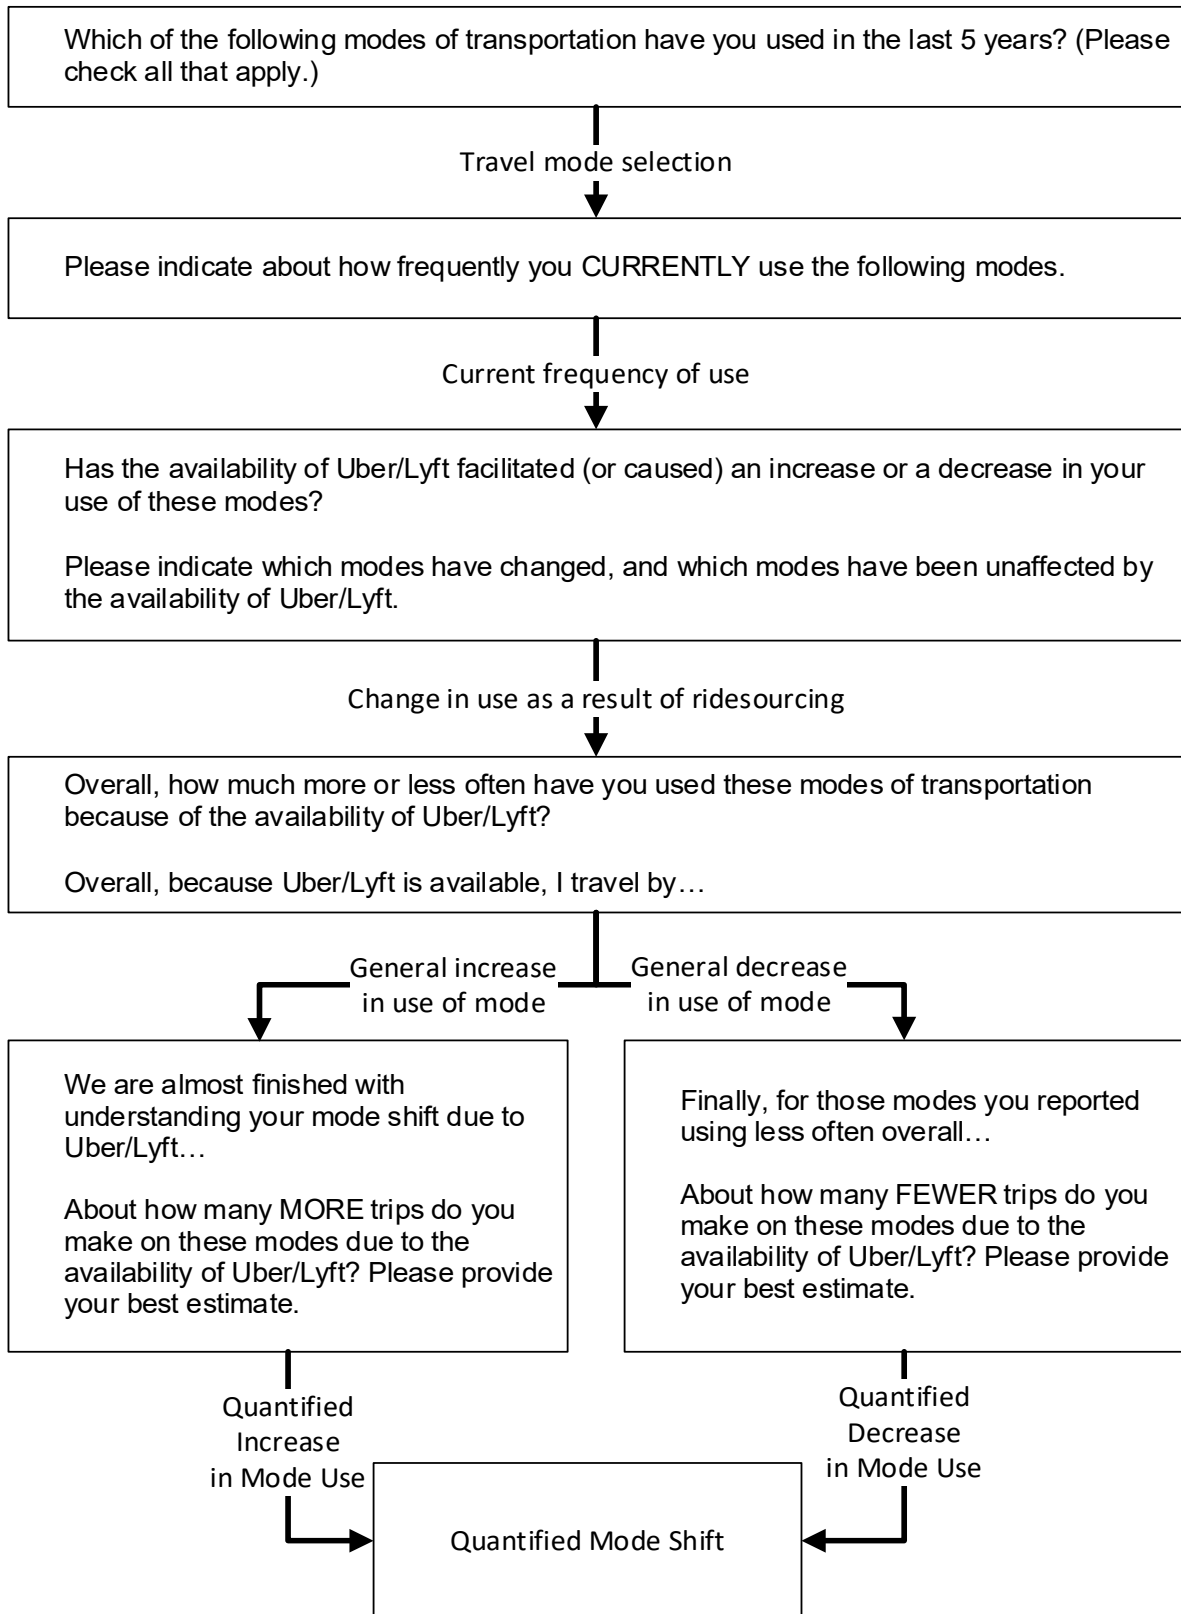 Which of the following modes of transportation have you used in the last 5 years? (Please
check all that apply.)
Travel mode selection
Please indicate about how frequently you CURRENTLY use the following modes.
Current frequency of use
Has the availability of Uber/Lyft facilitated (or caused) an increase or a decrease in your
use of these modes?
Please indicate which modes have changed, and which modes have been unaffected by
the availability of Uber/Lyft.
Change in use as a result of ridesourcing
Overall, how much more or less often have you used these modes of transportation
because of the availability of Uber/Lyft?
Overall, because Uber/Lyft is available, I travel by…
General increase
in use of mode
General decrease
in use of mode
We are almost finished with
understanding your mode shift due to
Uber/Lyft…
About how many MORE trips do you
make on these modes due to the
availability of Uber/Lyft? Please provide
your best estimate.
Finally, for those modes you reported
using less often overall…
About how many FEWER trips do you
make on these modes due to the
availability of Uber/Lyft? Please provide
your best estimate.
Quantified
Increase
in Mode Use
Quantified
Decrease
in Mode Use
Quantified Mode Shift